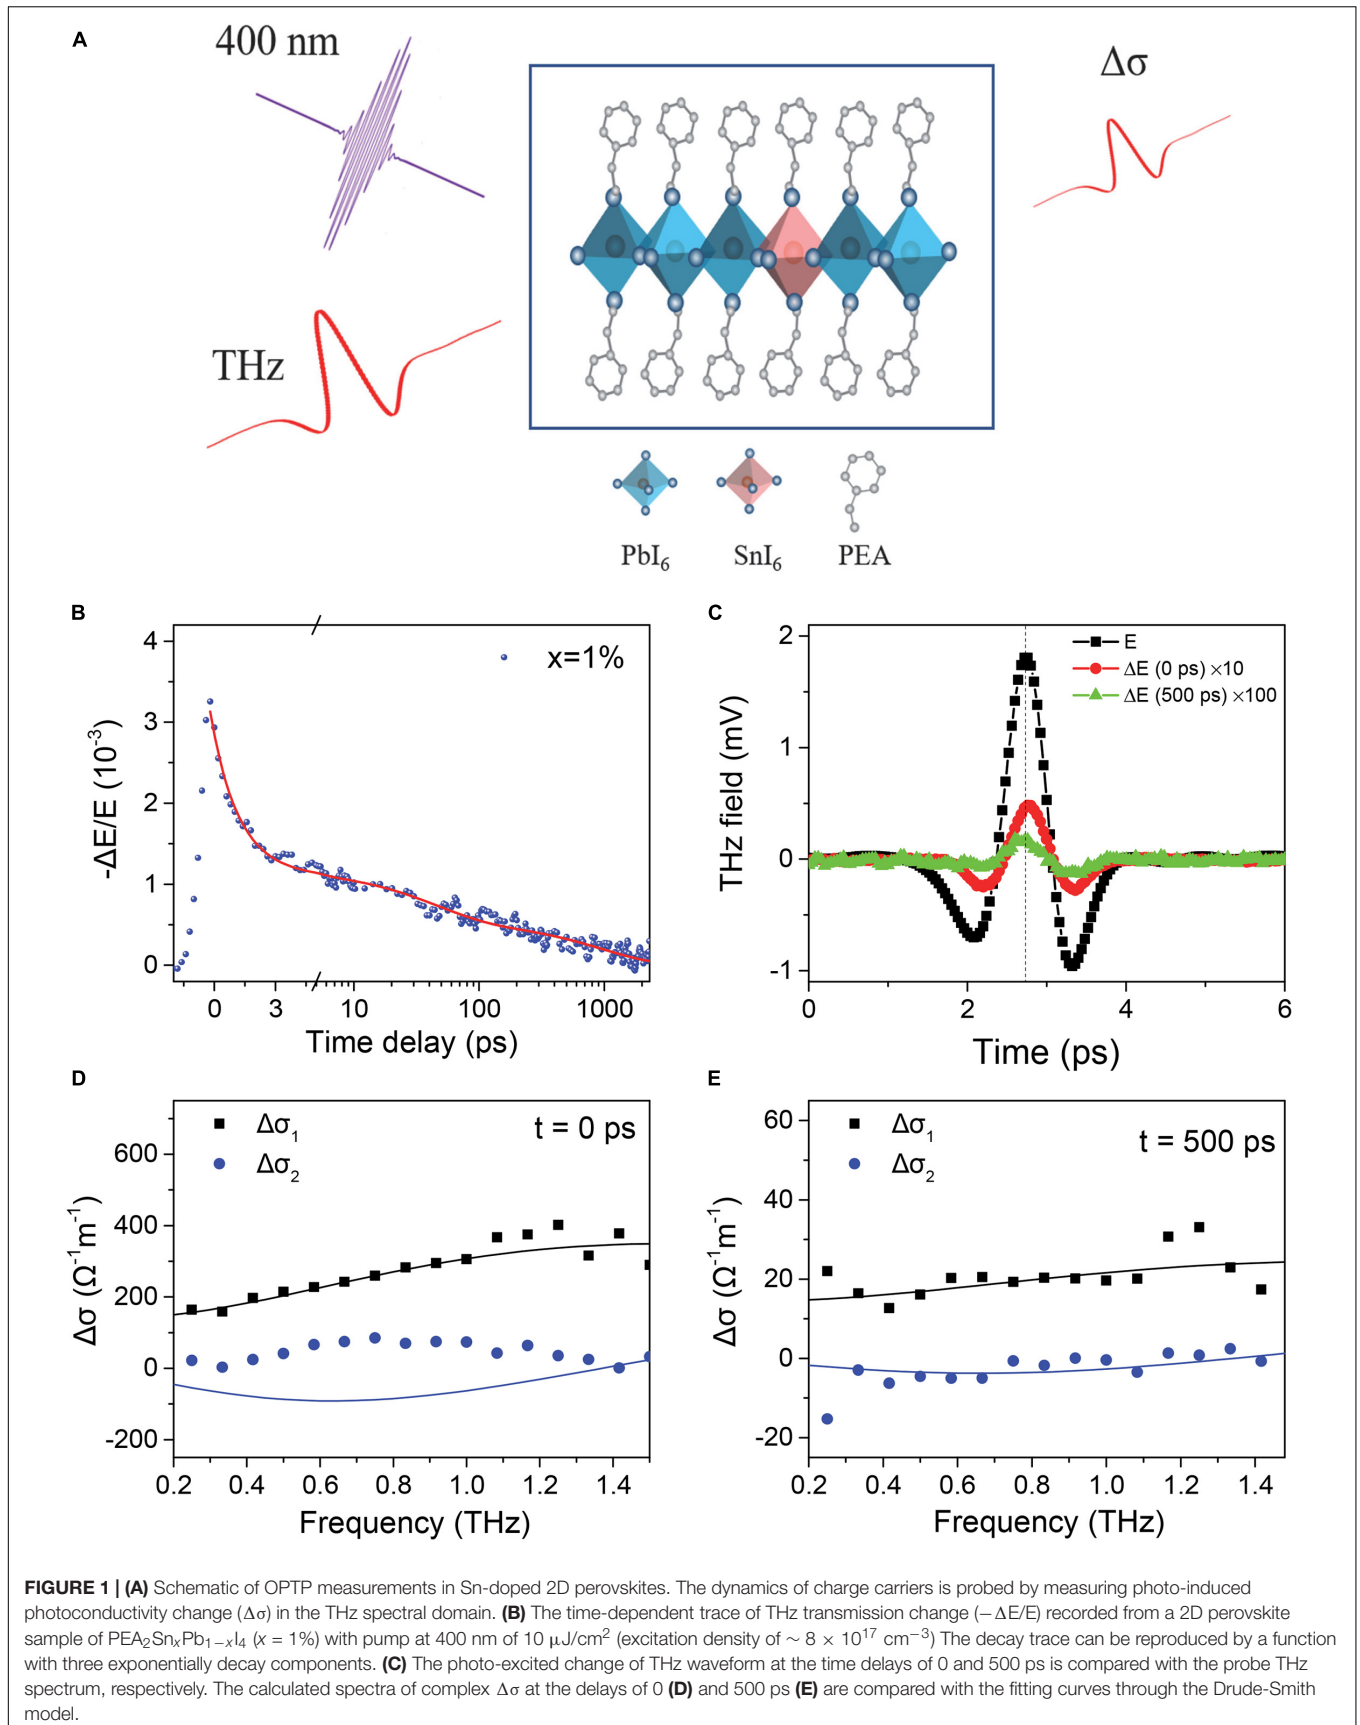 A
400 nm
Δσ
THz
PbI6
SnI6
PEA
B
x=1%
-ΔE/E (10-3)
4
3
2
1
0
0 3 10 100 1000
Time delay (ps)
C
E
ΔE (0 ps) ×10
ΔE (500 ps) ×100
THz field (mV)
2
1
0
-1
0 2 4 6
Time (ps)
D
Δσ1
Δσ2
t = 0 ps
Δσ (Ω-1m-1)
600
400
200
0
-200
0.2 0.4 0.6 0.8 1.0 1.2 1.4
Frequency (THz)
E
Δσ1
Δσ2
t = 500 ps
Δσ (Ω-1m-1)
60
40
20
0
-20
0.2 0.4 0.6 0.8 1.0 1.2 1.4
Frequency (THz)
FIGURE 1 | (A) Schematic of OPTP measurements in Sn-doped 2D perovskites. The dynamics of charge carriers is probed by measuring photo-induced
photoconductivity change (Δσ) in the THz spectral domain. (B) The time-dependent trace of THz transmission change (−ΔE/E) recorded from a 2D perovskite
sample of PEA2SnxPb1−xI4 (x = 1%) with pump at 400 nm of 10 μJ/cm2 (excitation density of ∼ 8 × 1017 cm−3) The decay trace can be reproduced by a function
with three exponentially decay components. (C) The photo-excited change of THz waveform at the time delays of 0 and 500 ps is compared with the probe THz
spectrum, respectively. The calculated spectra of complex Δσ at the delays of 0 (D) and 500 ps (E) are compared with the fitting curves through the Drude-Smith
model.